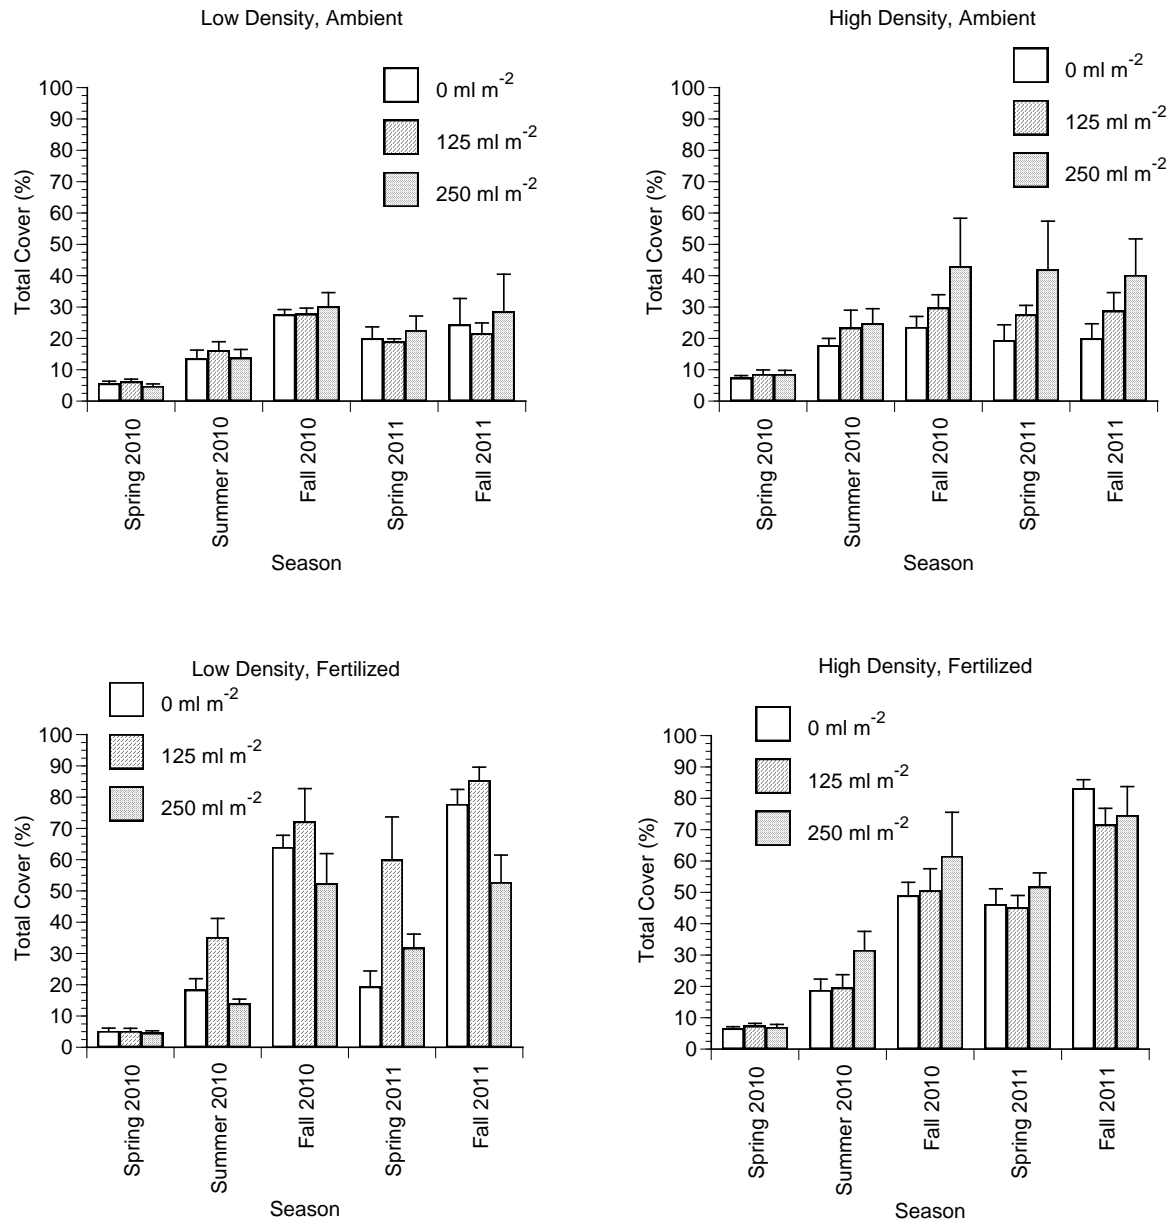 Low Density, Ambient
0 ml m-2
125 ml m-2
250 ml m-2
Total Cover (%)
100
90
80
70
60
50
40
30
20
10
0
Spring 2010
Summer 2010
Fall 2010
Spring 2011
Fall 2011
Season
High Density, Ambient
0 ml m-2
125 ml m-2
250 ml m-2
Total Cover (%)
100
90
80
70
60
50
40
30
20
10
0
Spring 2010
Summer 2010
Fall 2010
Spring 2011
Fall 2011
Season
Low Density, Fertilized
0 ml m-2
125 ml m-2
250 ml m-2
Total Cover (%)
100
90
80
70
60
50
40
30
20
10
0
Spring 2010
Summer 2010
Fall 2010
Spring 2011
Fall 2011
Season
High Density, Fertilized
0 ml m-2
125 ml m-2
250 ml m-2
Total Cover (%)
100
90
80
70
60
50
40
30
20
10
0
Spring 2010
Summer 2010
Fall 2010
Spring 2011
Fall 2011
Season